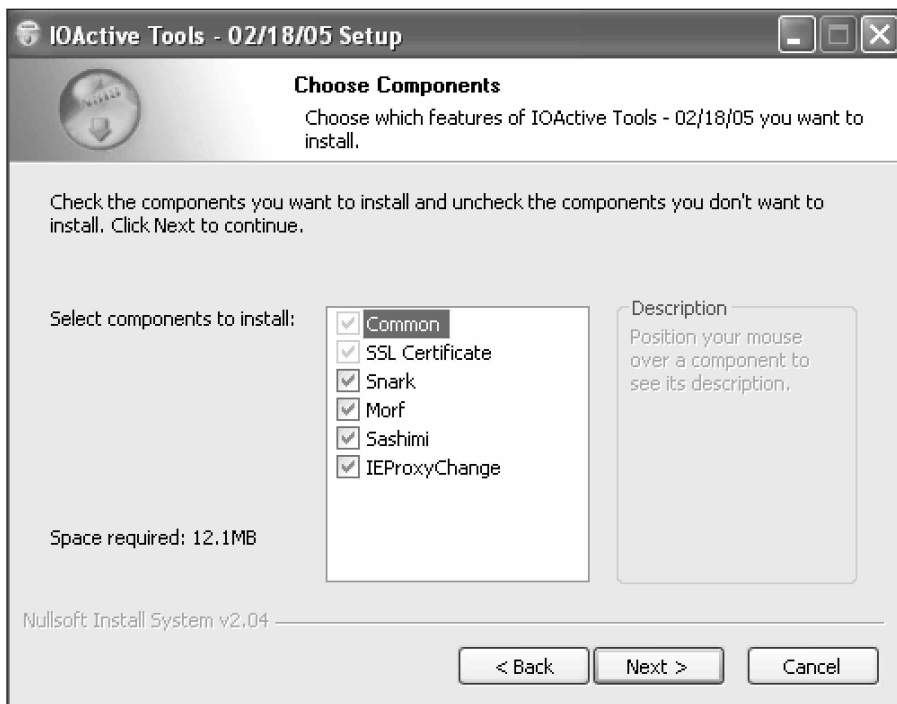 IOActive Tools - 02/18/05 Setup
Choose Components
Choose which features of IOActive Tools - 02/18/05 you want to
install.
Check the components you want to install and uncheck the components you don't want to
install. Click Next to continue.
Select components to install:
Common
SSL Certificate
Snark
Morf
Sashimi
IEProxyChange
Description
Position your mouse
over a component to
see its description.
Space required: 12.1MB
Nullsoft Install System v2.04
< Back
Next >
Cancel